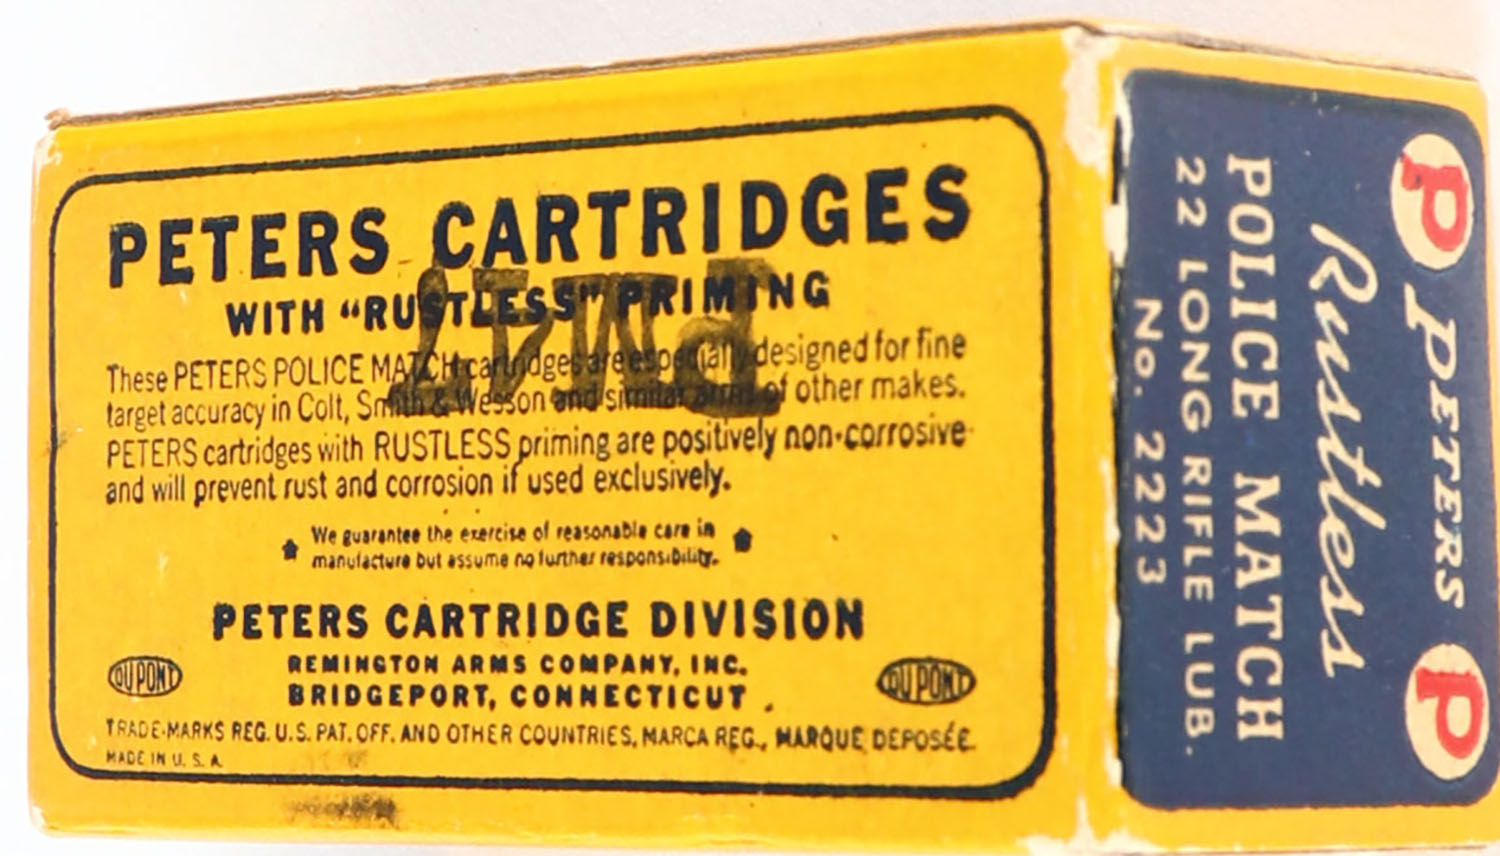 PETERS CARTRIDGES
WITH “RUSTLESS” PRIMING
These PETERS POLICE MATCH cartridges are especially designed for fine
target accuracy in Colt, Smith & Wesson and similar arms of other makes.
PETERS cartridges with RUSTLESS priming are positively non-corrosive
and will prevent rust and corrosion if used exclusively.
We guarantee the exercise of reasonable care in
manufacture but assume no further responsibility.
PETERS CARTRIDGE DIVISION
REMINGTON ARMS COMPANY, INC.
BRIDGEPORT, CONNECTICUT.
DU PONT
DU PONT
TRADE-MARKS REG. U.S. PAT. OFF. AND OTHER COUNTRIES, MARCA REG., MARQUE DEPOSÉE.
MADE IN U. S. A.
P PETERS P
Rustless
POLICE MATCH
22 LONG RIFLE LUB.
No. 2223